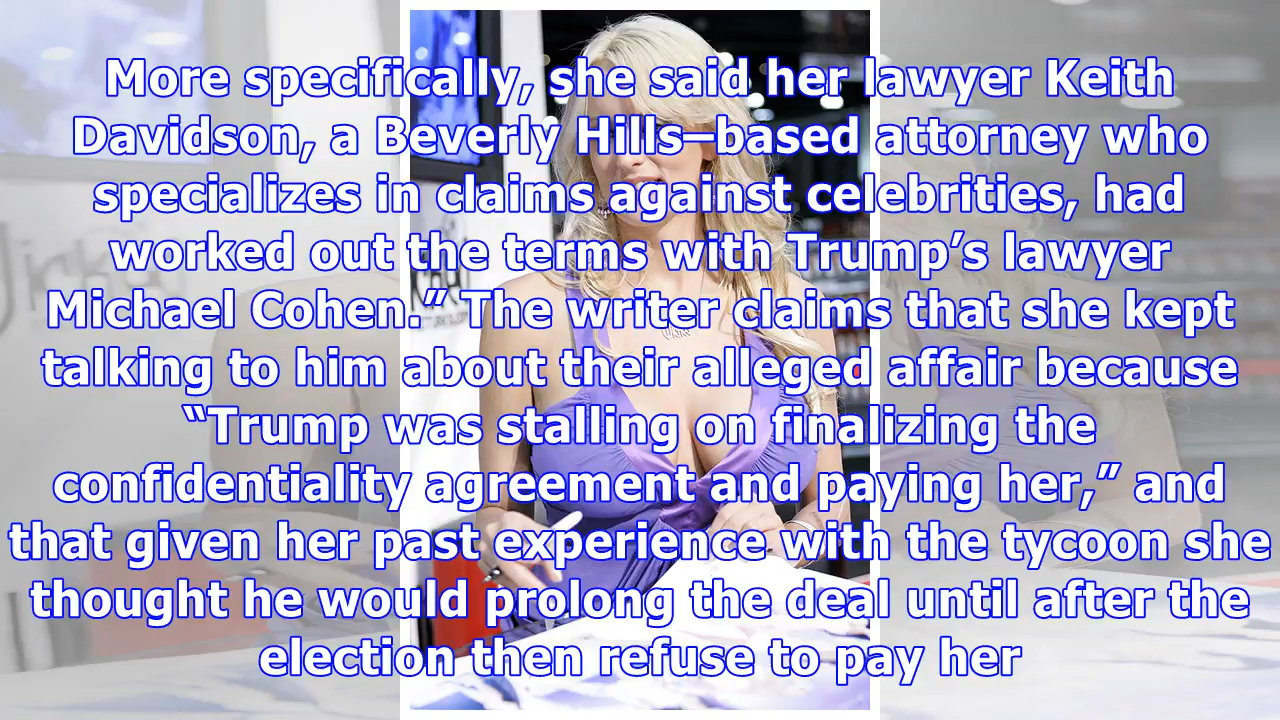 More specifically, she said her lawyer Keith
Davidson, a Beverly Hills–based attorney who
specializes in claims against celebrities, had
worked out the terms with Trump’s lawyer
Michael Cohen.” The writer claims that she kept
talking to him about their alleged affair because
“Trump was stalling on finalizing the
confidentiality agreement and paying her,” and
that given her past experience with the tycoon she
thought he would prolong the deal until after the
election then refuse to pay her